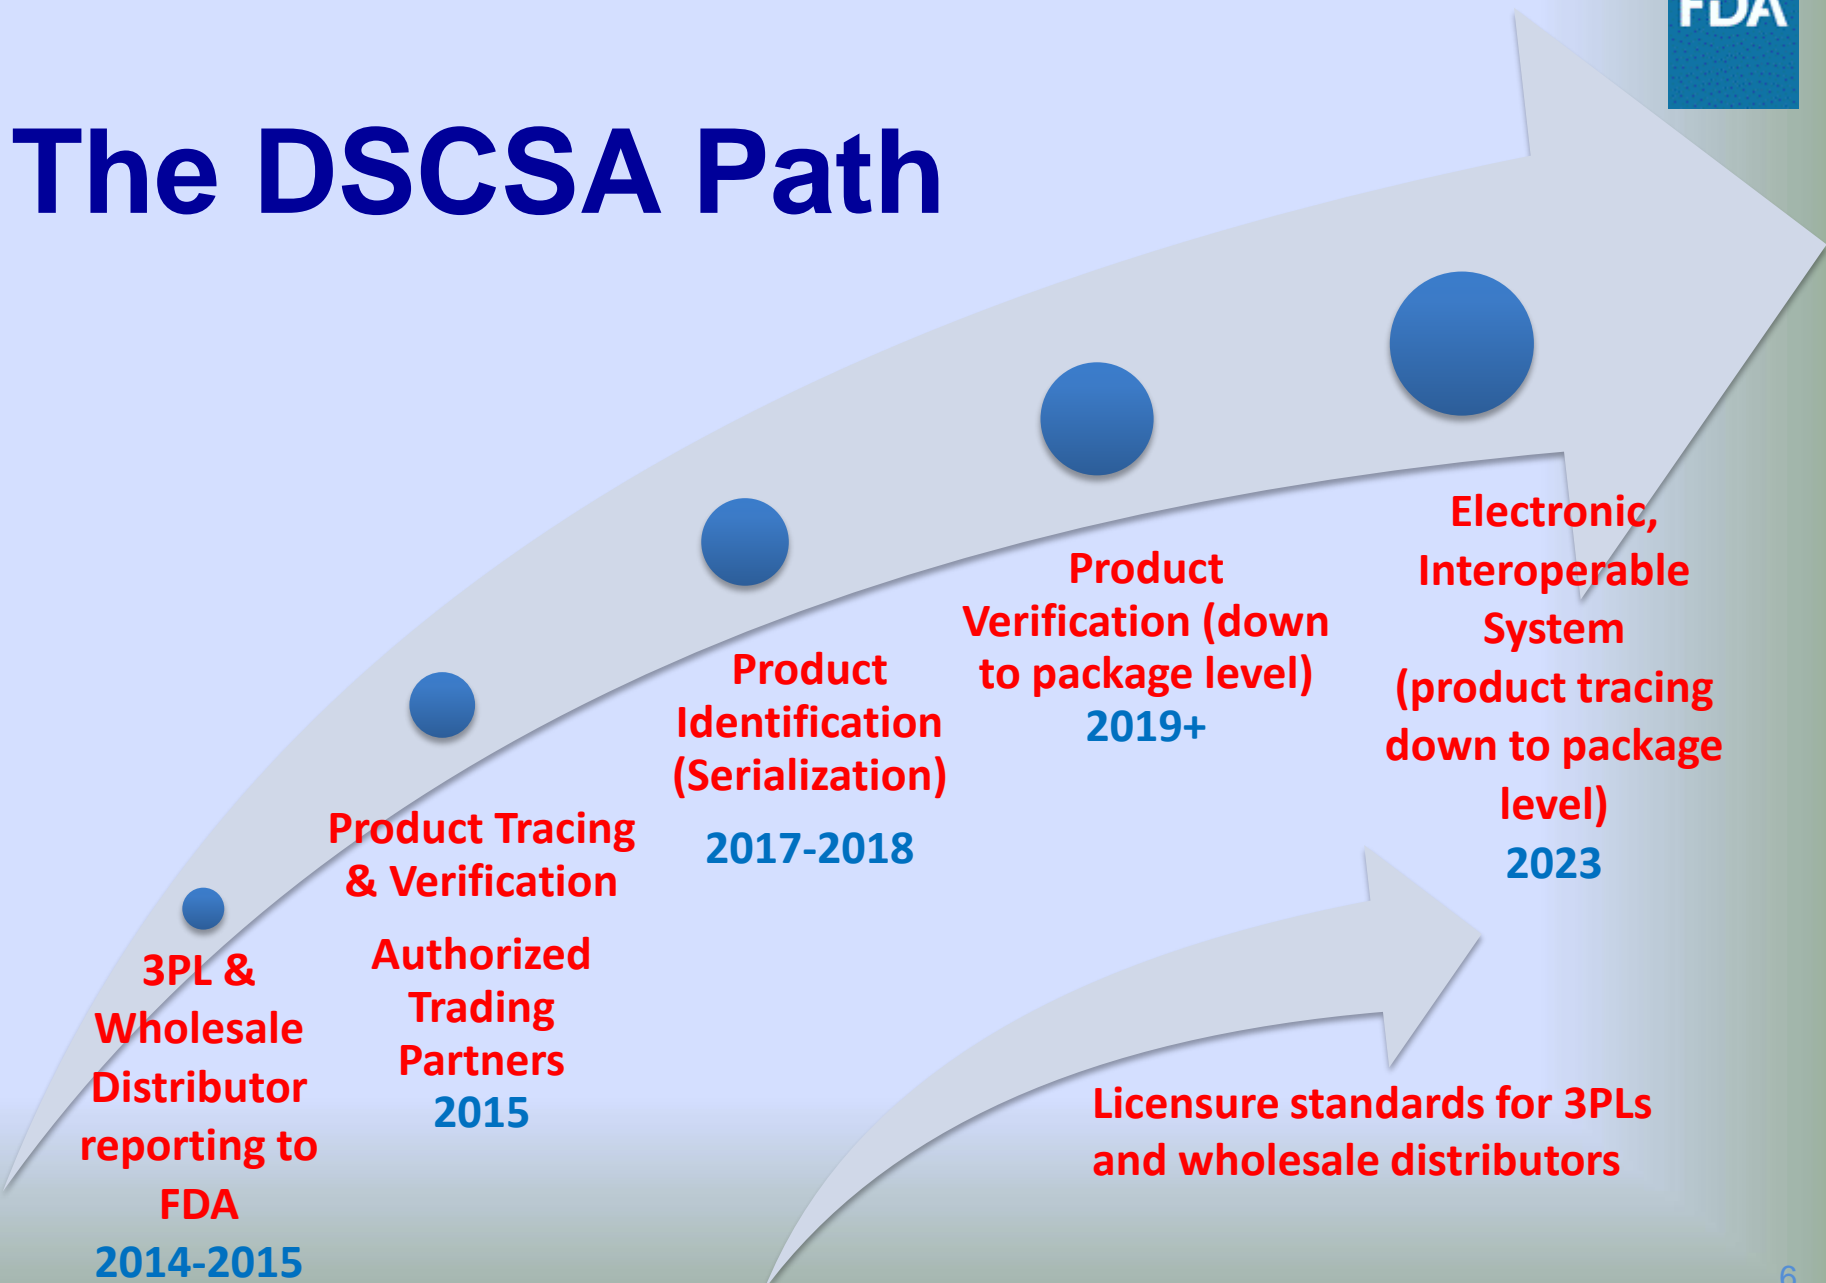 FDA
The DSCSA Path
3PL &
Wholesale
Distributor
reporting to
FDA
2014-2015
Product Tracing
& Verification
Authorized
Trading
Partners
2015
Product
Identification
(Serialization)
2017-2018
Product
Verification (down
to package level)
2019+
Electronic,
Interoperable
System
(product tracing
down to package
level)
2023
Licensure standards for 3PLs
and wholesale distributors
6